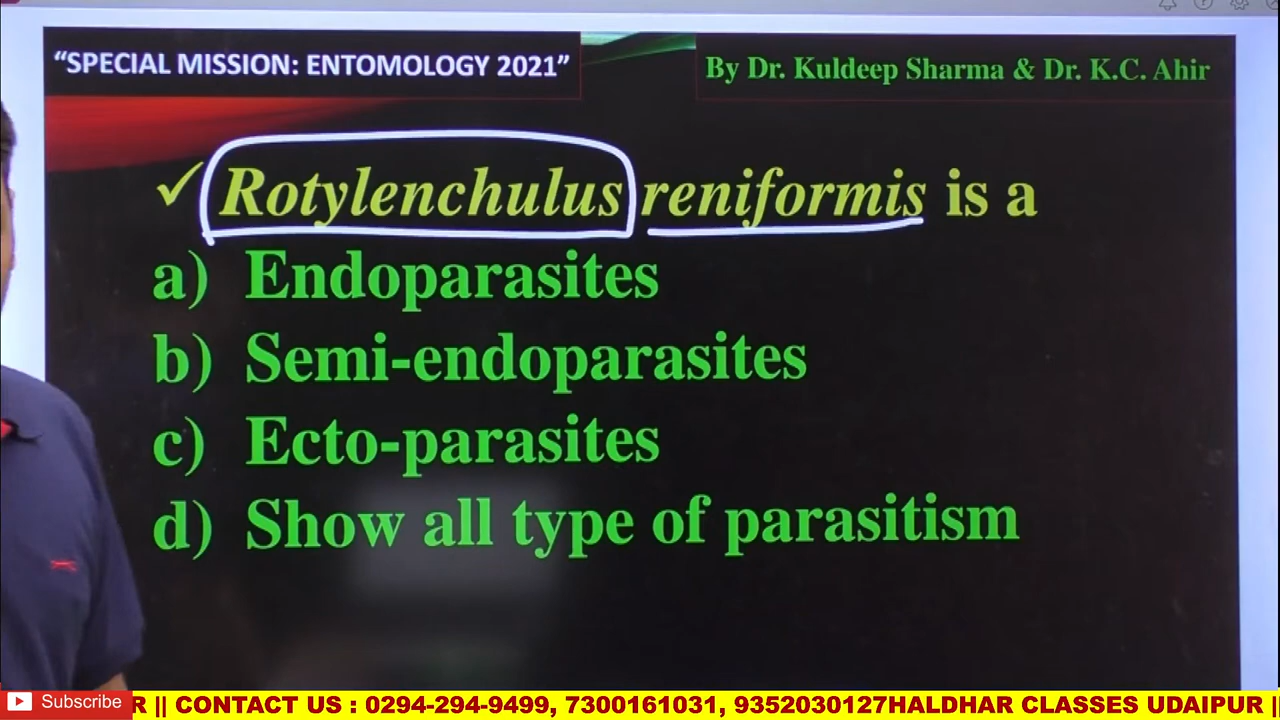 “SPECIAL MISSION: ENTOMOLOGY 2021”
By Dr. Kuldeep Sharma & Dr. K.C. Ahir
✓ Rotylenchulus reniformis is a
a) Endoparasites
b) Semi-endoparasites
c) Ecto-parasites
d) Show all type of parasitism
Subscribe
R || CONTACT US : 0294-294-9499, 7300161031, 9352030127HALDHAR CLASSES UDAIPUR |